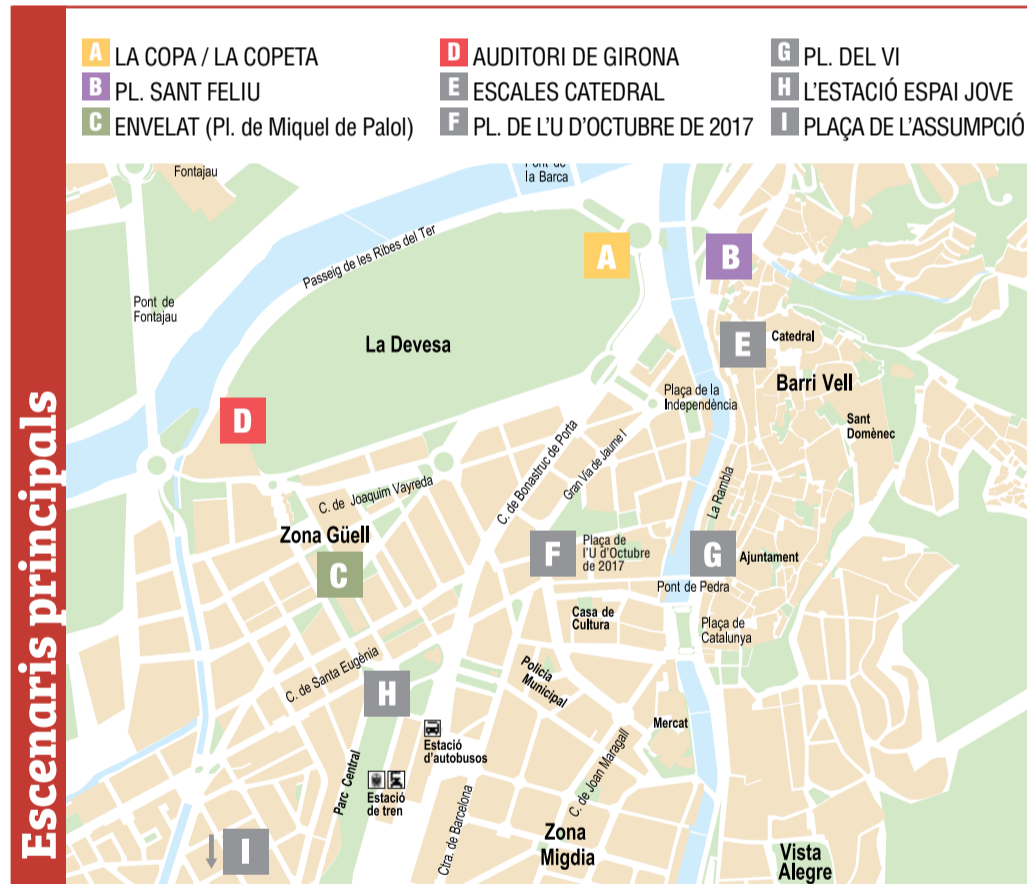 Escenaris principals
A LA COPA / LA COPETA
B PL. SANT FELIU
C ENVELAT (Pl. de Miquel de Palol)
D AUDITORI DE GIRONA
E ESCALES CATEDRAL
F PL. DE L'U D'OCTUBRE DE 2017
G PL. DEL VI
H L'ESTACIÓ ESPAI JOVE
I PLAÇA DE L'ASSUMPCIÓ
Fontajau
Pont de
la Barca
Passeig de les Ribes del Ter
A
B
Pont de
Fontajau
La Devesa
E
Catedral
Barri Vell
Plaça de la
Independència
Sant
Domènec
D
C. de Bonastruc de Porta
Gran Via de Jaume I
C. de Joaquim Vayreda
La Rambla
Zona Güell
C
F
Plaça de
l'U d'Octubre
de 2017
G
Ajuntament
Pont de Pedra
Casa de
Cultura
Plaça de
Catalunya
C. de Santa Eugènia
Policia
Municipal
H
Mercat
Estació
d'autobusos
Parc Central
Estació
de tren
C. de Joan Maragall
Ctra. de Barcelona
I
Zona
Migdia
Vista
Alegre